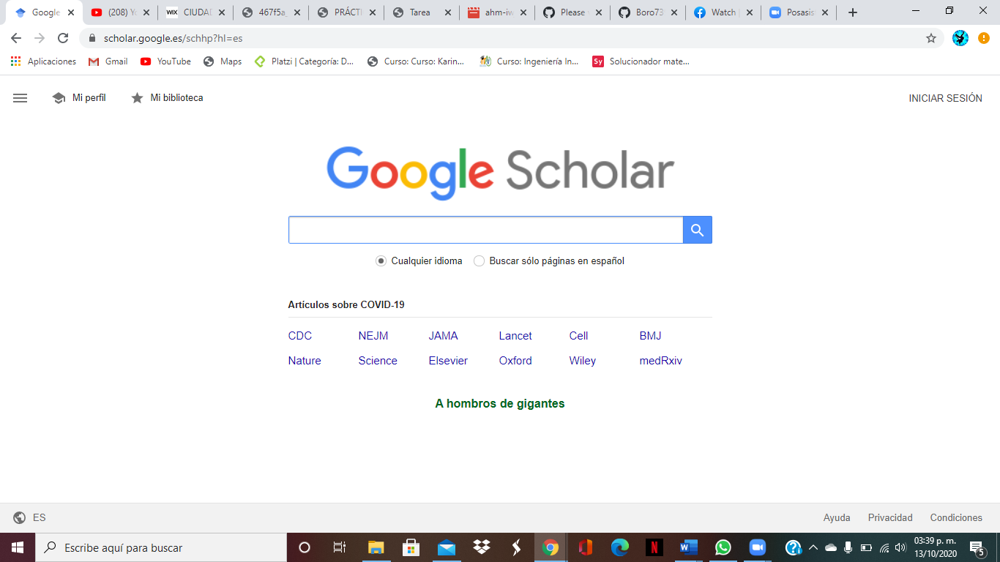 Google (208) Yo WIX CIUDAD 467f5a_ PRÁCTI Tarea ahm-iw Please Boro73 Watch | Posasis
scholar.google.es/schhp?hl=es
Aplicaciones Gmail YouTube Maps Platzi | Categoría: D... Curso: Curso: Karin... Curso: Ingeniería In... Sy Solucionador mate...
Mi perfil Mi biblioteca INICIAR SESIÓN
Google Scholar
Cualquier idioma Buscar sólo páginas en español
Artículos sobre COVID-19
CDC NEJM JAMA Lancet Cell BMJ
Nature Science Elsevier Oxford Wiley medRxiv
A hombros de gigantes
ES Ayuda Privacidad Condiciones
Escribe aquí para buscar 03:39 p. m.
13/10/2020 5